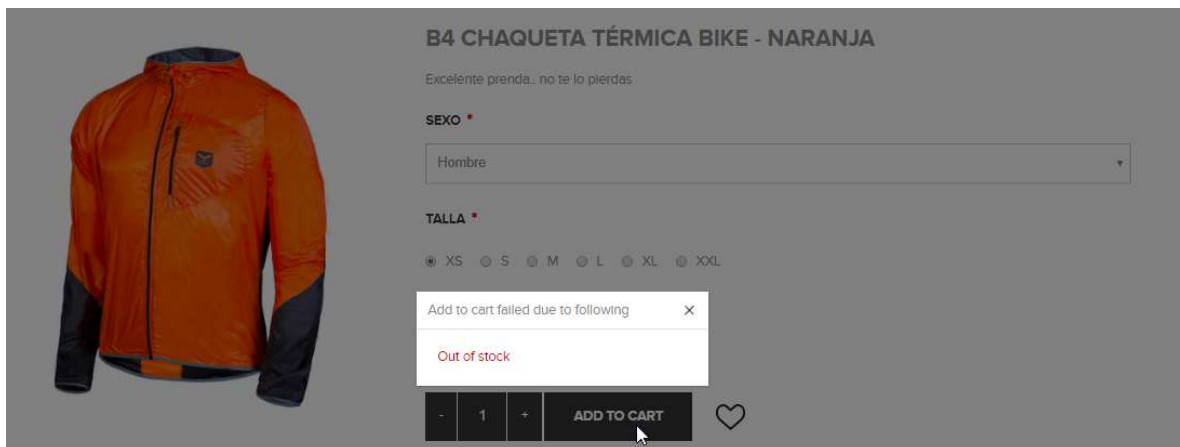 B4 CHAQUETA TÉRMICA BIKE - NARANJA
Excelente prenda.. no te lo pierdas
SEXO *
Hombre
TALLA *
XS S M L XL XXL
Add to cart failed due to following ×
Out of stock
- 1 + ADD TO CART